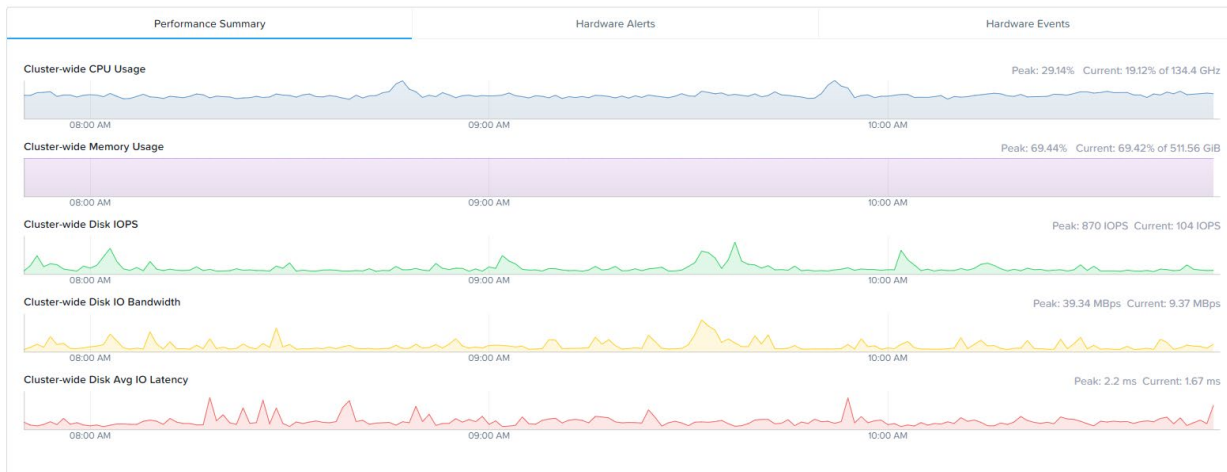 Performance Summary Hardware Alerts Hardware Events
Cluster-wide CPU Usage Peak: 29.14% Current: 19.12% of 134.4 GHz
08:00 AM 09:00 AM 10:00 AM
Cluster-wide Memory Usage Peak: 69.44% Current: 69.42% of 511.56 GiB
08:00 AM 09:00 AM 10:00 AM
Cluster-wide Disk IOPS Peak: 870 IOPS Current: 104 IOPS
08:00 AM 09:00 AM 10:00 AM
Cluster-wide Disk IO Bandwidth Peak: 39.34 MBps Current: 9.37 MBps
08:00 AM 09:00 AM 10:00 AM
Cluster-wide Disk Avg IO Latency Peak: 2.2 ms Current: 1.67 ms
08:00 AM 09:00 AM 10:00 AM